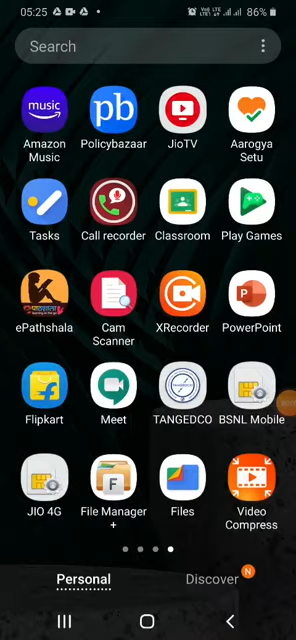 05:25
86%
Search
music
pb
Amazon Music
Policybazaar
JioTV
Aarogya Setu
Tasks
Call recorder
Classroom
Play Games
ePathshala
Cam Scanner
XRecorder
PowerPoint
Flipkart
Meet
TANGEDCO
BSNL Mobile
JIO 4G
File Manager +
Files
Video Compress
Personal
Discover
N